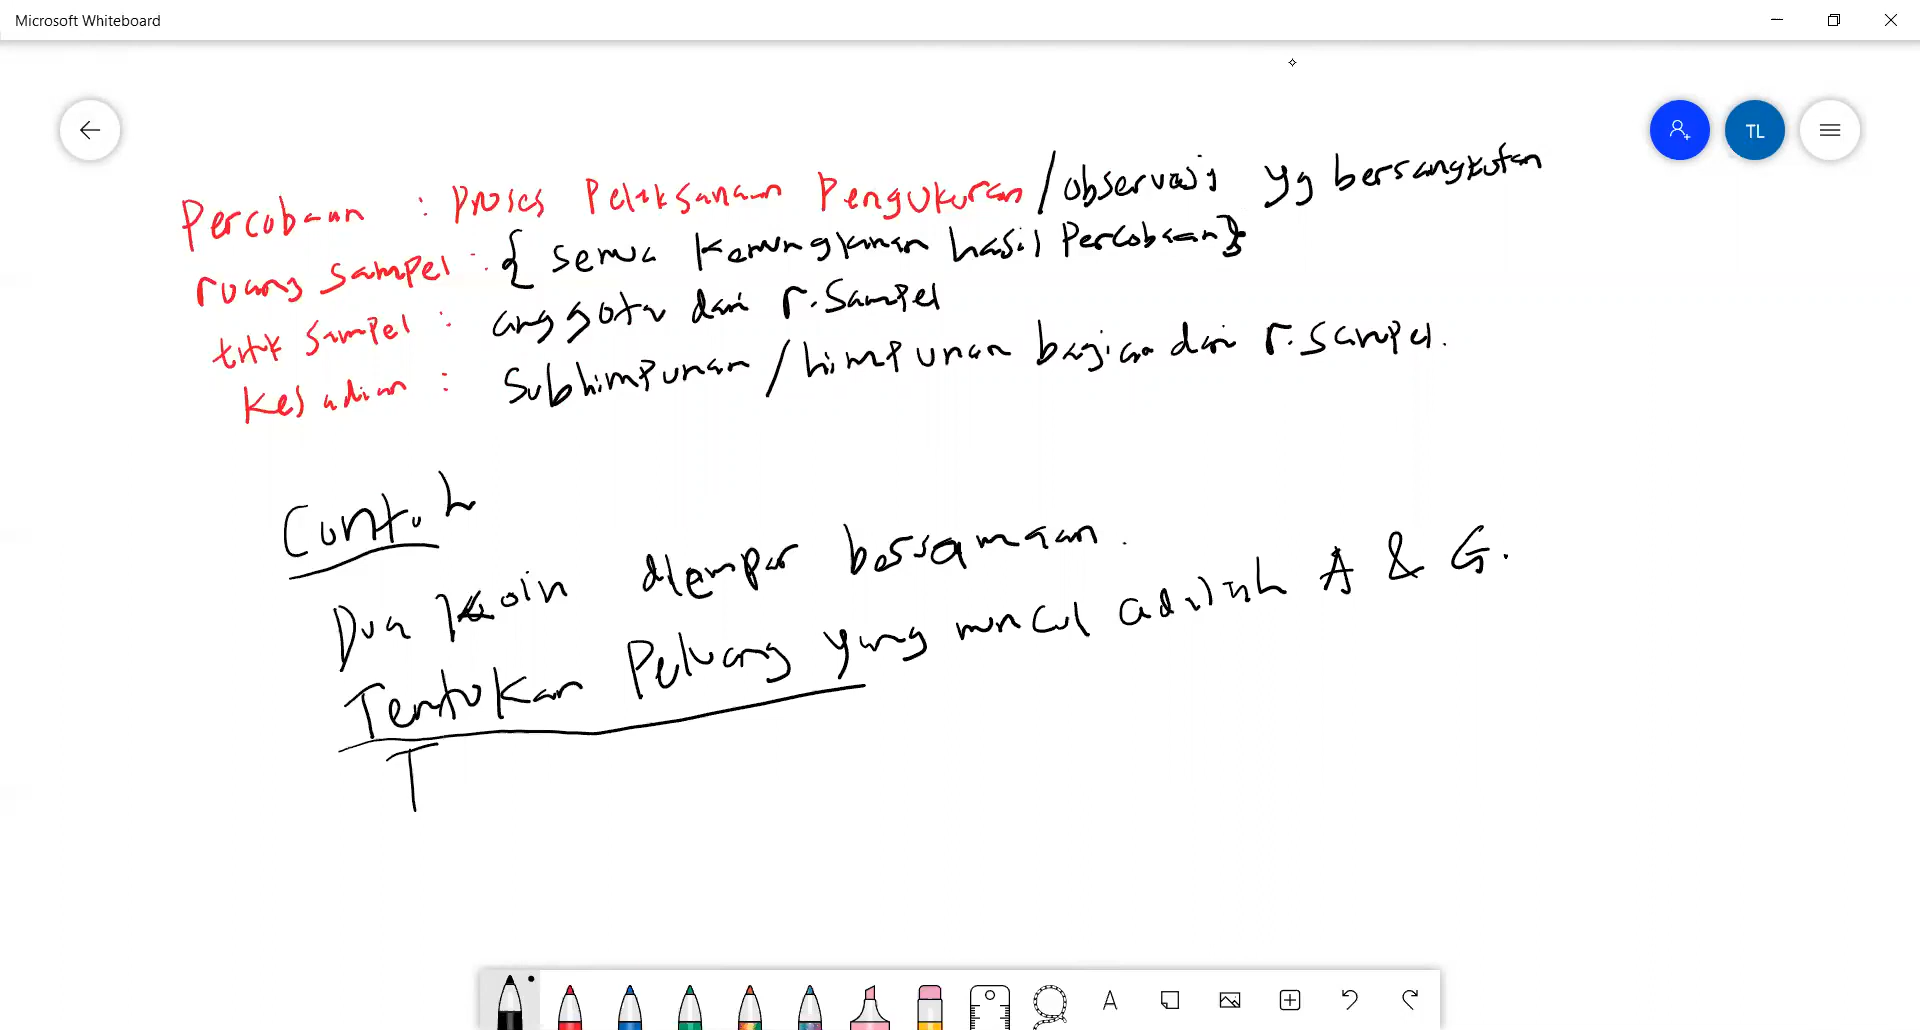 Microsoft Whiteboard
TL
Percobaan : Proses Pelaksanaan Pengukuran / observasi yg bersangkutan
ruang sampel : { semua Kemungkinan hasil Percobaan }
titik sampel : anggota dari r. Sampel
Kejadian : Subhimpunan / himpunan bagian dari r. Sampel.
Contoh
Dua Koin dilempar bersamaan.
Tentukan Peluang yang muncul adalah A & G.
T
A